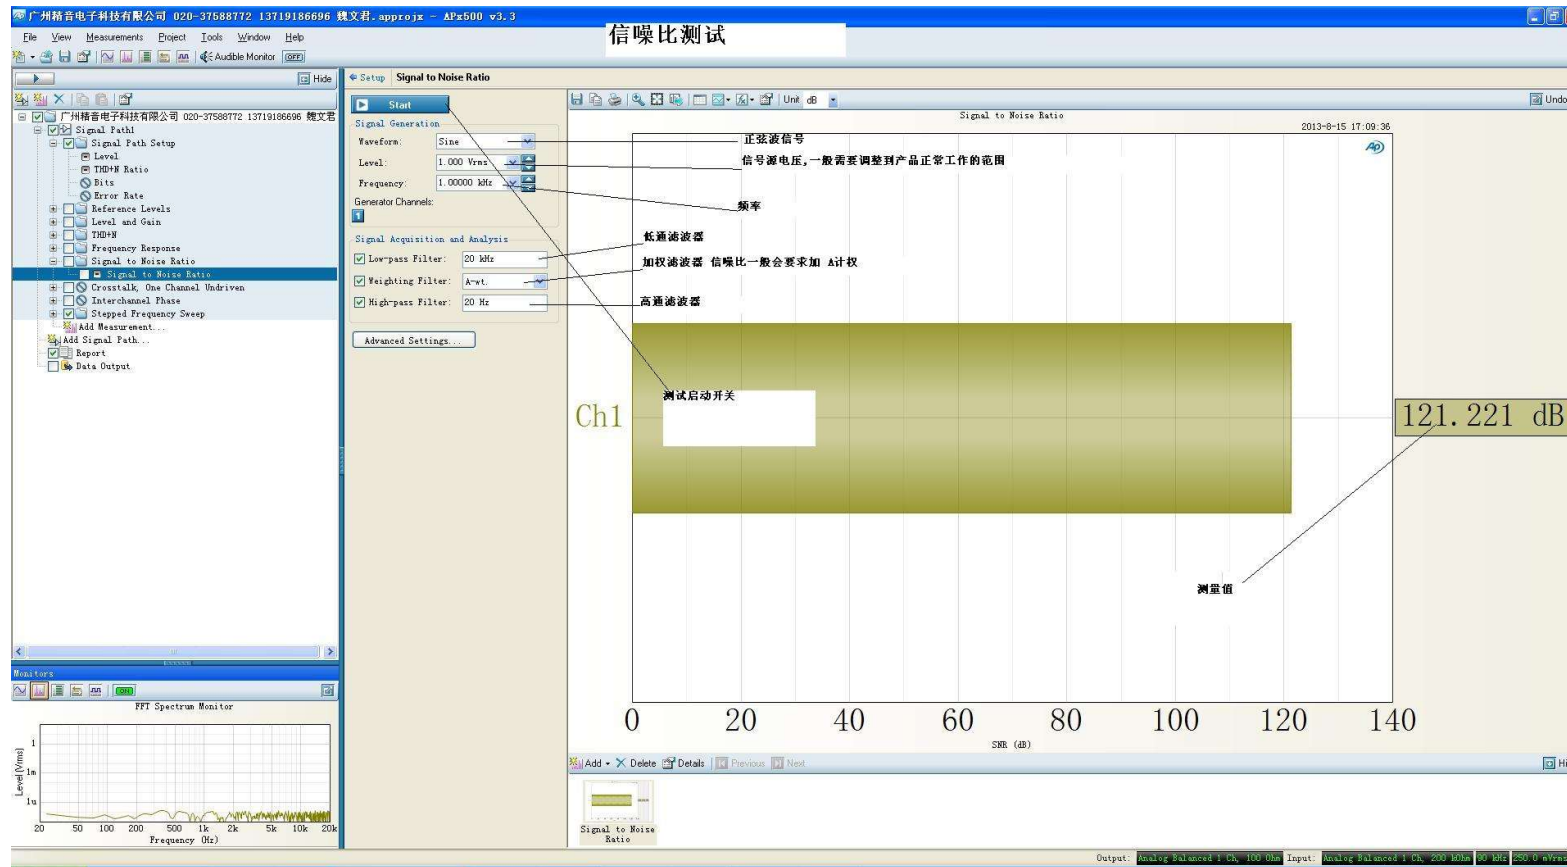 广州精音电子科技有限公司 020-37588772 13719186696 魏文君.approjx - APx500 v3.3
File View Measurements Project Tools Window Help
信噪比测试
Audible Monitor OFF
Hide
Setup Signal to Noise Ratio
广州精音电子科技有限公司 020-37588772 13719186696 魏文君
Signal Path1
Signal Path Setup
Level
THD+N Ratio
Bits
Error Rate
Reference Levels
Level and Gain
THD+N
Frequency Response
Signal to Noise Ratio
Signal to Noise Ratio
Crosstalk, One Channel Undriven
Interchannel Phase
Stepped Frequency Sweep
Add Measurement...
Add Signal Path...
Report
Data Output
Start
Signal Generation
Waveform: Sine
Level: 1.000 Vrms
Frequency: 1.00000 kHz
Generator Channels:
1
Signal Acquisition and Analysis
Low-pass Filter: 20 kHz
Weighting Filter: A-wt.
High-pass Filter: 20 Hz
Advanced Settings...
Unit dB
Undo
Signal to Noise Ratio
2013-8-15 17:09:36
AP
正弦波信号
信号源电压,一般需要调整到产品正常工作的范围
频率
低通滤波器
加权滤波器 信噪比一般会要求加 A计权
高通滤波器
测试启动开关
Ch1
121.221 dB
测量值
0 20 40 60 80 100 120 140
SNR (dB)
Add Delete Details Previous Next
Hi
Signal to Noise
Ratio
Monitors
ON
FFT Spectrum Monitor
Level (Vrms)
1
1m
1u
20 50 100 200 500 1k 2k 5k 10k 20k
Frequency (Hz)
Output: Analog Balanced 1 Ch, 100 Ohm Input: Analog Balanced 1 Ch, 200 kOhm 90 kHz 250.0 mVrms